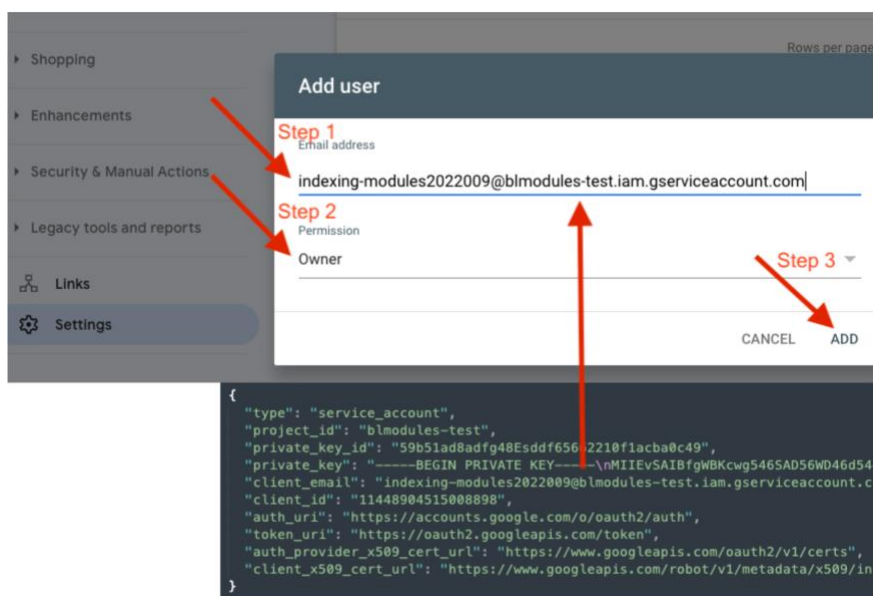 Rows per page
Shopping
Add user
Enhancements
Step 1
Email address
Security & Manual Actions
indexing-modules2022009@blmodules-test.iam.gserviceaccount.com
Step 2
Legacy tools and reports
Permission
Owner
Step 3
Links
Settings
CANCEL ADD
{
"type": "service_account",
"project_id": "blmodules-test",
"private_key_id":
"private_key": "-----BEGIN PRIVATE KEY-----\nMIIEvSAIBfgWBKcwg546SAD56WD46d54
"client_email": "indexing-modules2022009@blmodules-test.iam.gserviceaccount.c
"client_id": "11448904515008898",
"auth_uri": "https://accounts.google.com/o/oauth2/auth",
"token_uri": "https://oauth2.googleapis.com/token",
"auth_provider_x509_cert_url": "https://www.googleapis.com/oauth2/v1/certs",
"client_x509_cert_url": "https://www.googleapis.com/robot/v1/metadata/x509/in
}